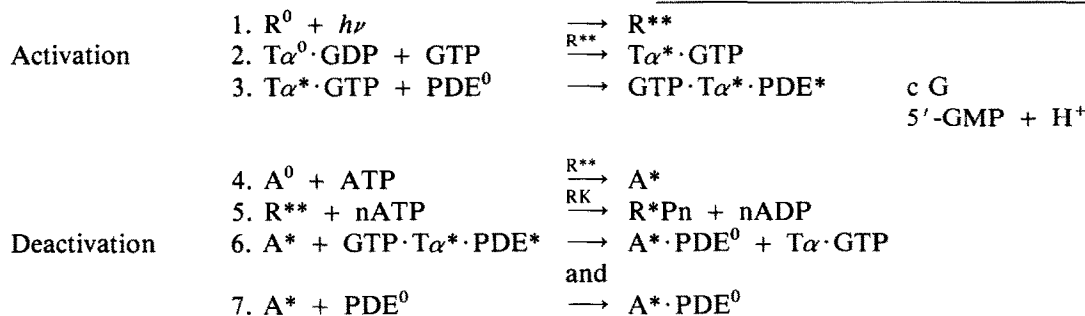 1. R⁰ + hν ⟶ R**
Activation 2. Tα⁰·GDP + GTP R** ⟶ Tα*·GTP
3. Tα*·GTP + PDE⁰ ⟶ GTP·Tα*·PDE* c G
5′-GMP + H⁺
4. A⁰ + ATP R** ⟶ A*
5. R** + nATP RK ⟶ R*Pn + nADP
Deactivation 6. A* + GTP·Tα*·PDE* ⟶ A*·PDE⁰ + Tα·GTP
and
7. A* + PDE⁰ ⟶ A*·PDE⁰